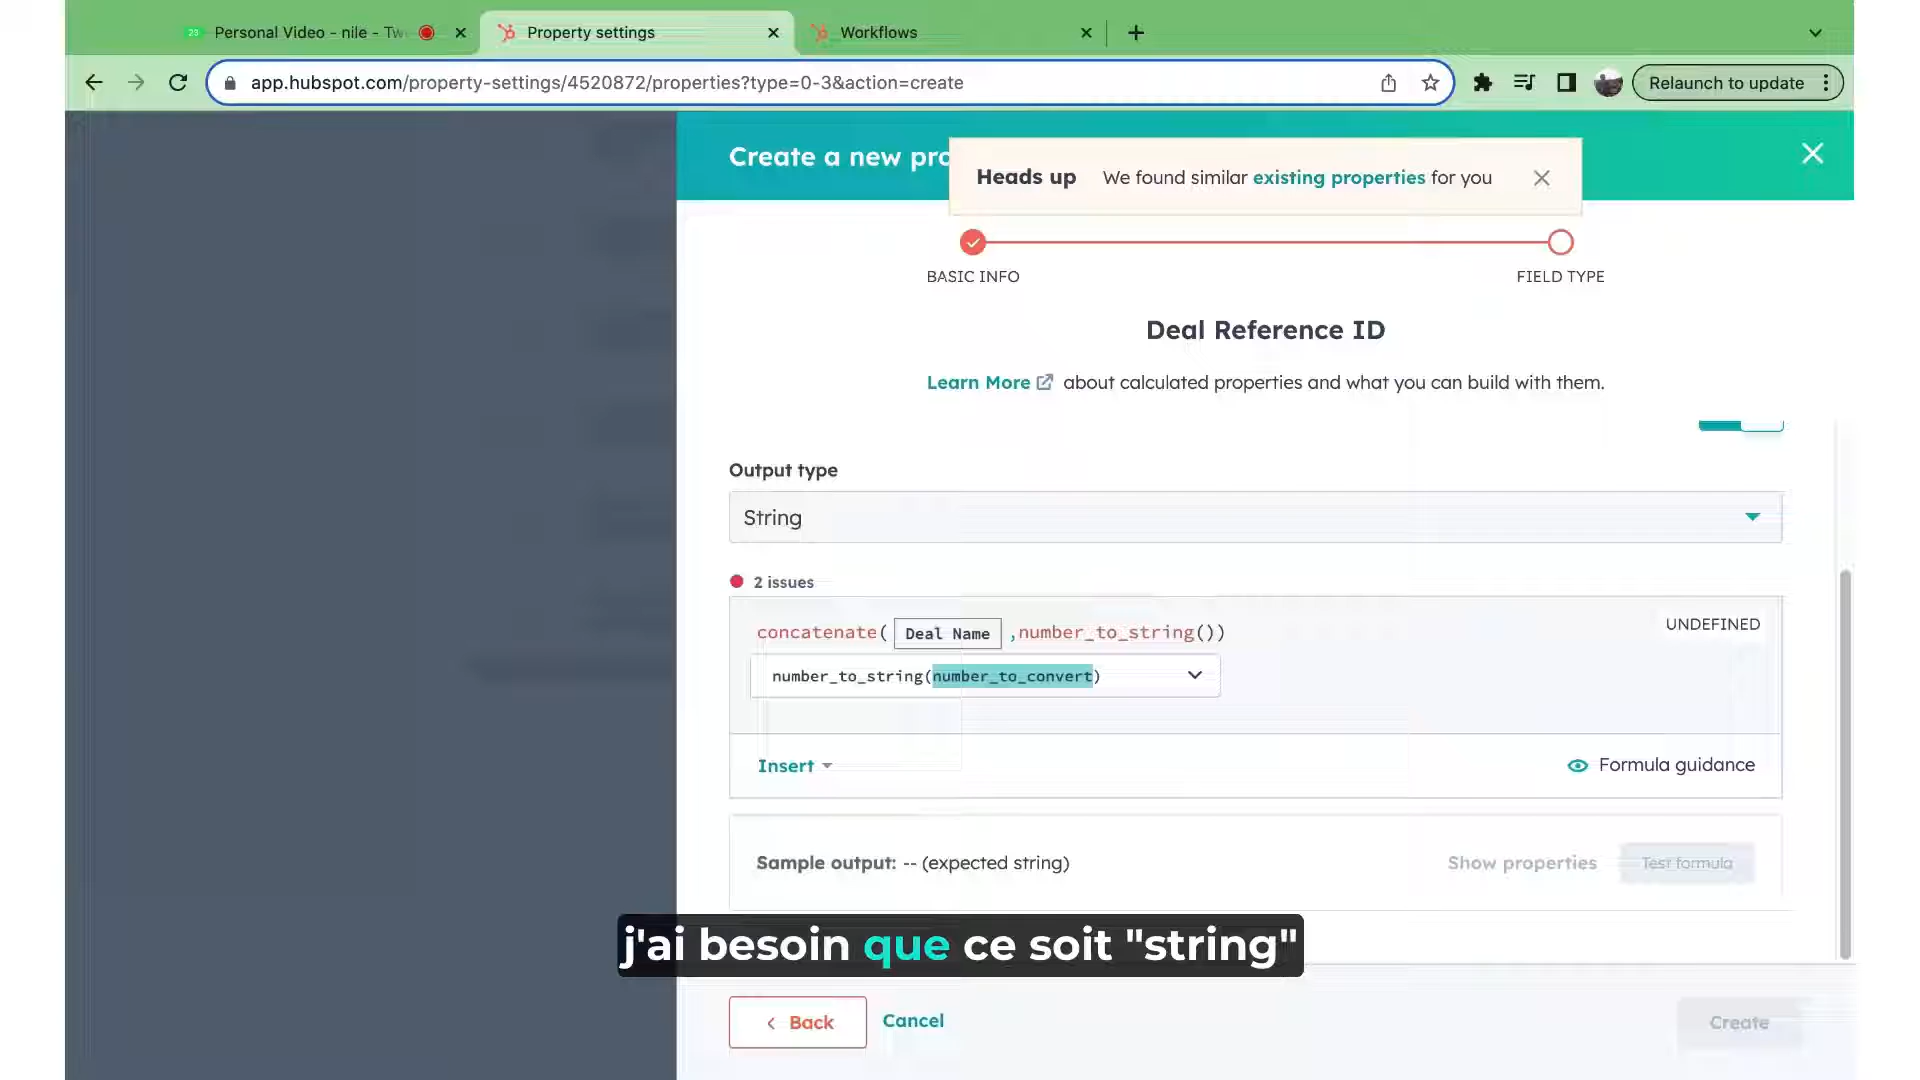 23 Personal Video - nile - Tw
Property settings
Workflows
app.hubspot.com/property-settings/4520872/properties?type=0-3&action=create
Relaunch to update
Create a new pro
Heads up We found similar existing properties for you
BASIC INFO
FIELD TYPE
Deal Reference ID
Learn More about calculated properties and what you can build with them.
Output type
String
2 issues
concatenate( Deal Name ,number_to_string())
UNDEFINED
number_to_string(number_to_convert)
Insert
Formula guidance
Sample output: -- (expected string)
Show properties
Test formula
j'ai besoin que ce soit "string"
Back
Cancel
Create